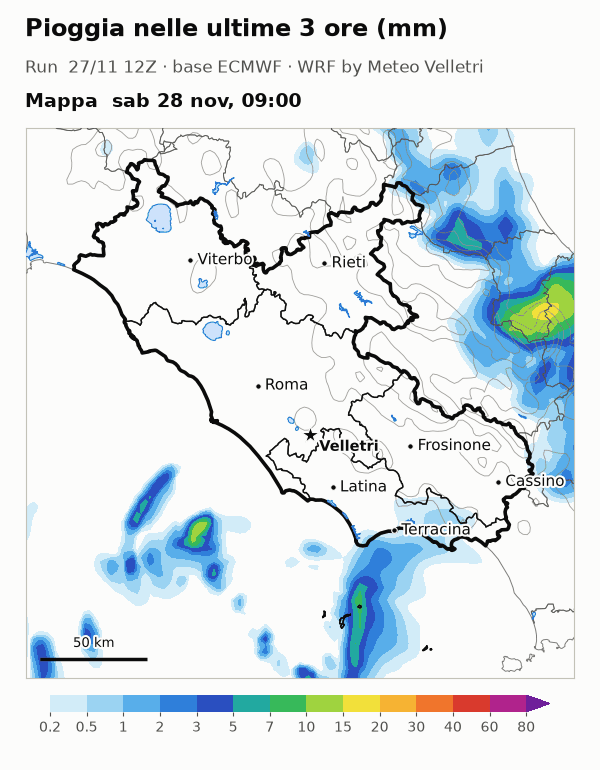 Pioggia nelle ultime 3 ore (mm)
Run  27/11 12Z · base ECMWF · WRF by Meteo Velletri
Mappa  sab 28 nov, 09:00
Viterbo
Rieti
Roma
Velletri
Frosinone
Cassino
Latina
Terracina
50 km
0.2 0.5 1 2 3 5 7 10 15 20 30 40 60 80